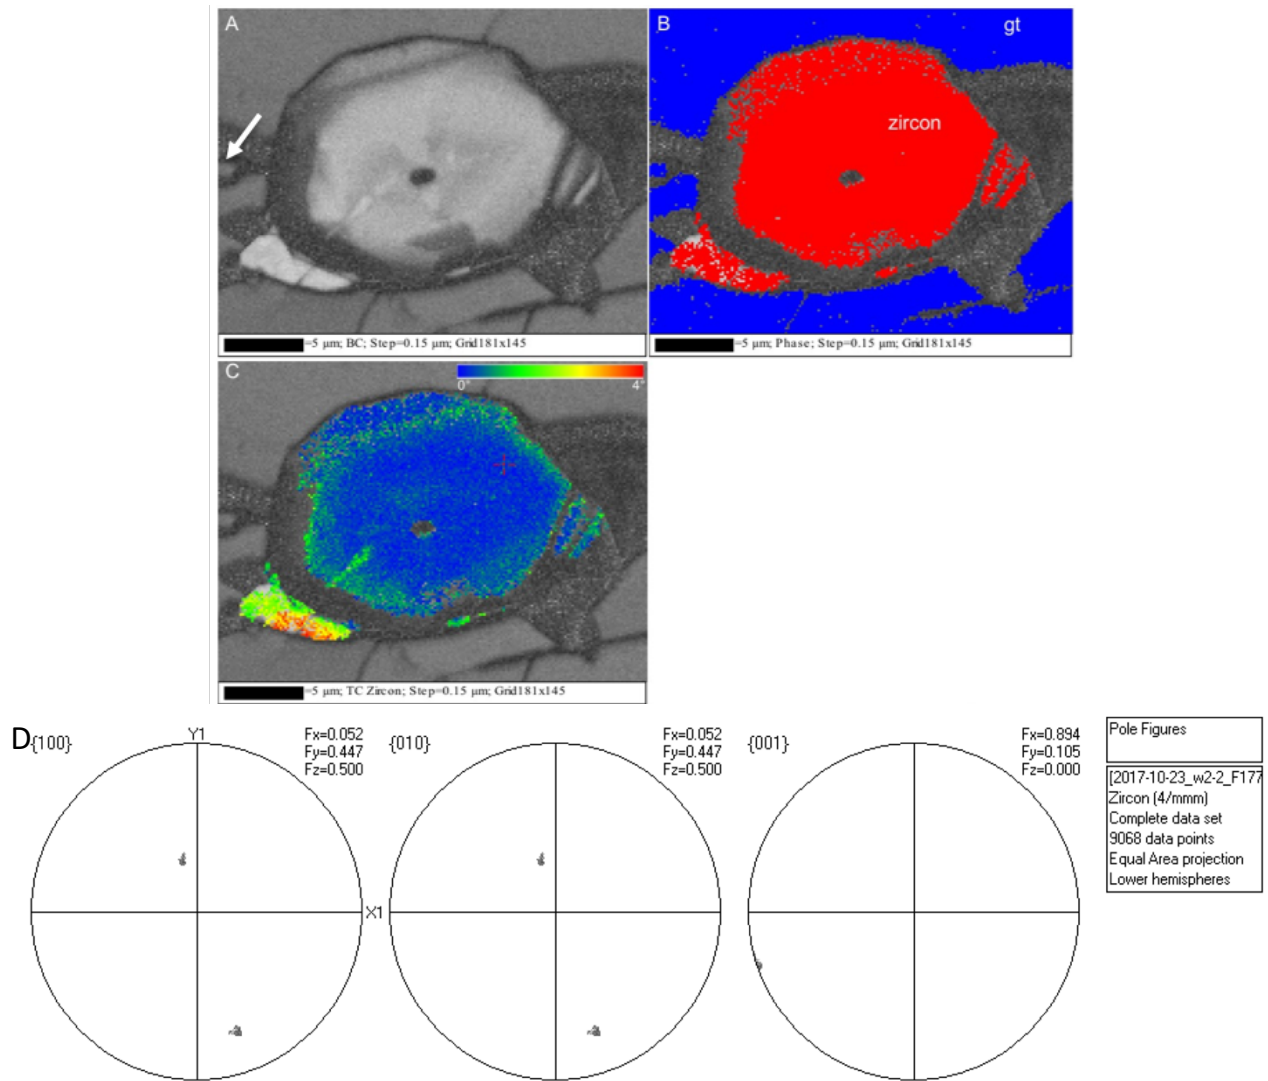 A
B
gt
zircon
=5 µm; BC; Step=0.15 µm; Grid181x145
=5 µm; Phase; Step=0.15 µm; Grid181x145
C
0° 4°
=5 µm; TC Zircon; Step=0.15 µm; Grid181x145
D
{100}
Y1
Fx=0.052
Fy=0.447
Fz=0.500
X1
{010}
Fx=0.052
Fy=0.447
Fz=0.500
{001}
Fx=0.894
Fy=0.105
Fz=0.000
Pole Figures
[2017-10-23_w2-2_F177
Zircon (4/mmm)
Complete data set
9068 data points
Equal Area projection
Lower hemispheres